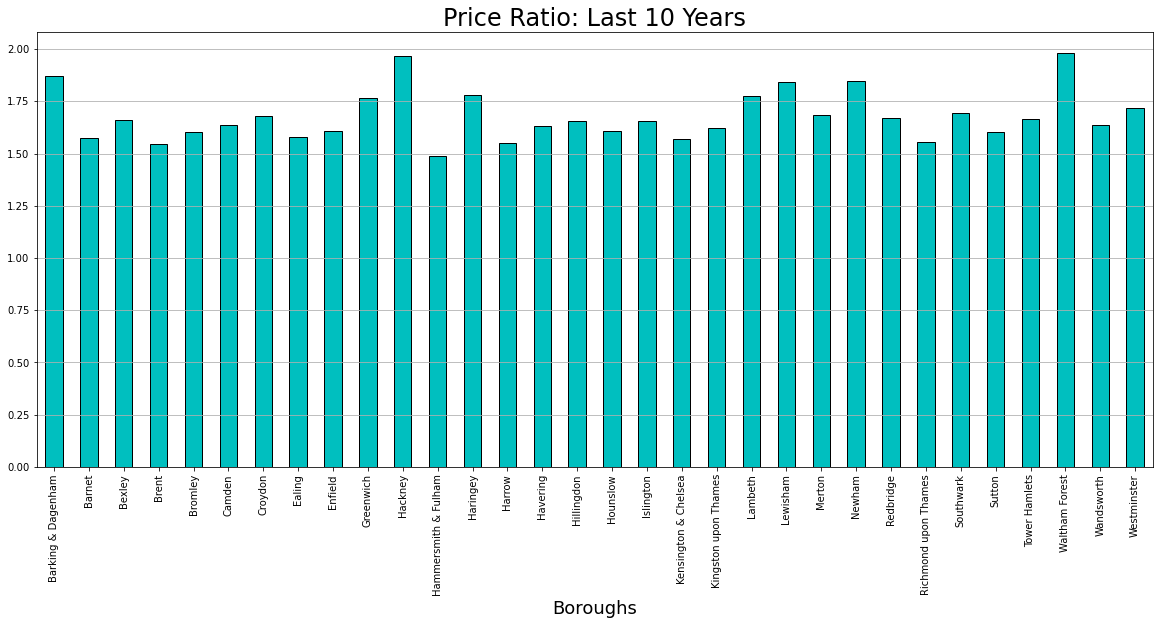 Price Ratio: Last 10 Years
2.00
1.75
1.50
1.25
1.00
0.75
0.50
0.25
0.00
Barking & Dagenham
Barnet
Bexley
Brent
Bromley
Camden
Croydon
Ealing
Enfield
Greenwich
Hackney
Hammersmith & Fulham
Haringey
Harrow
Havering
Hillingdon
Hounslow
Islington
Kensington & Chelsea
Kingston upon Thames
Lambeth
Lewisham
Merton
Newham
Redbridge
Richmond upon Thames
Southwark
Sutton
Tower Hamlets
Waltham Forest
Wandsworth
Westminster
Boroughs